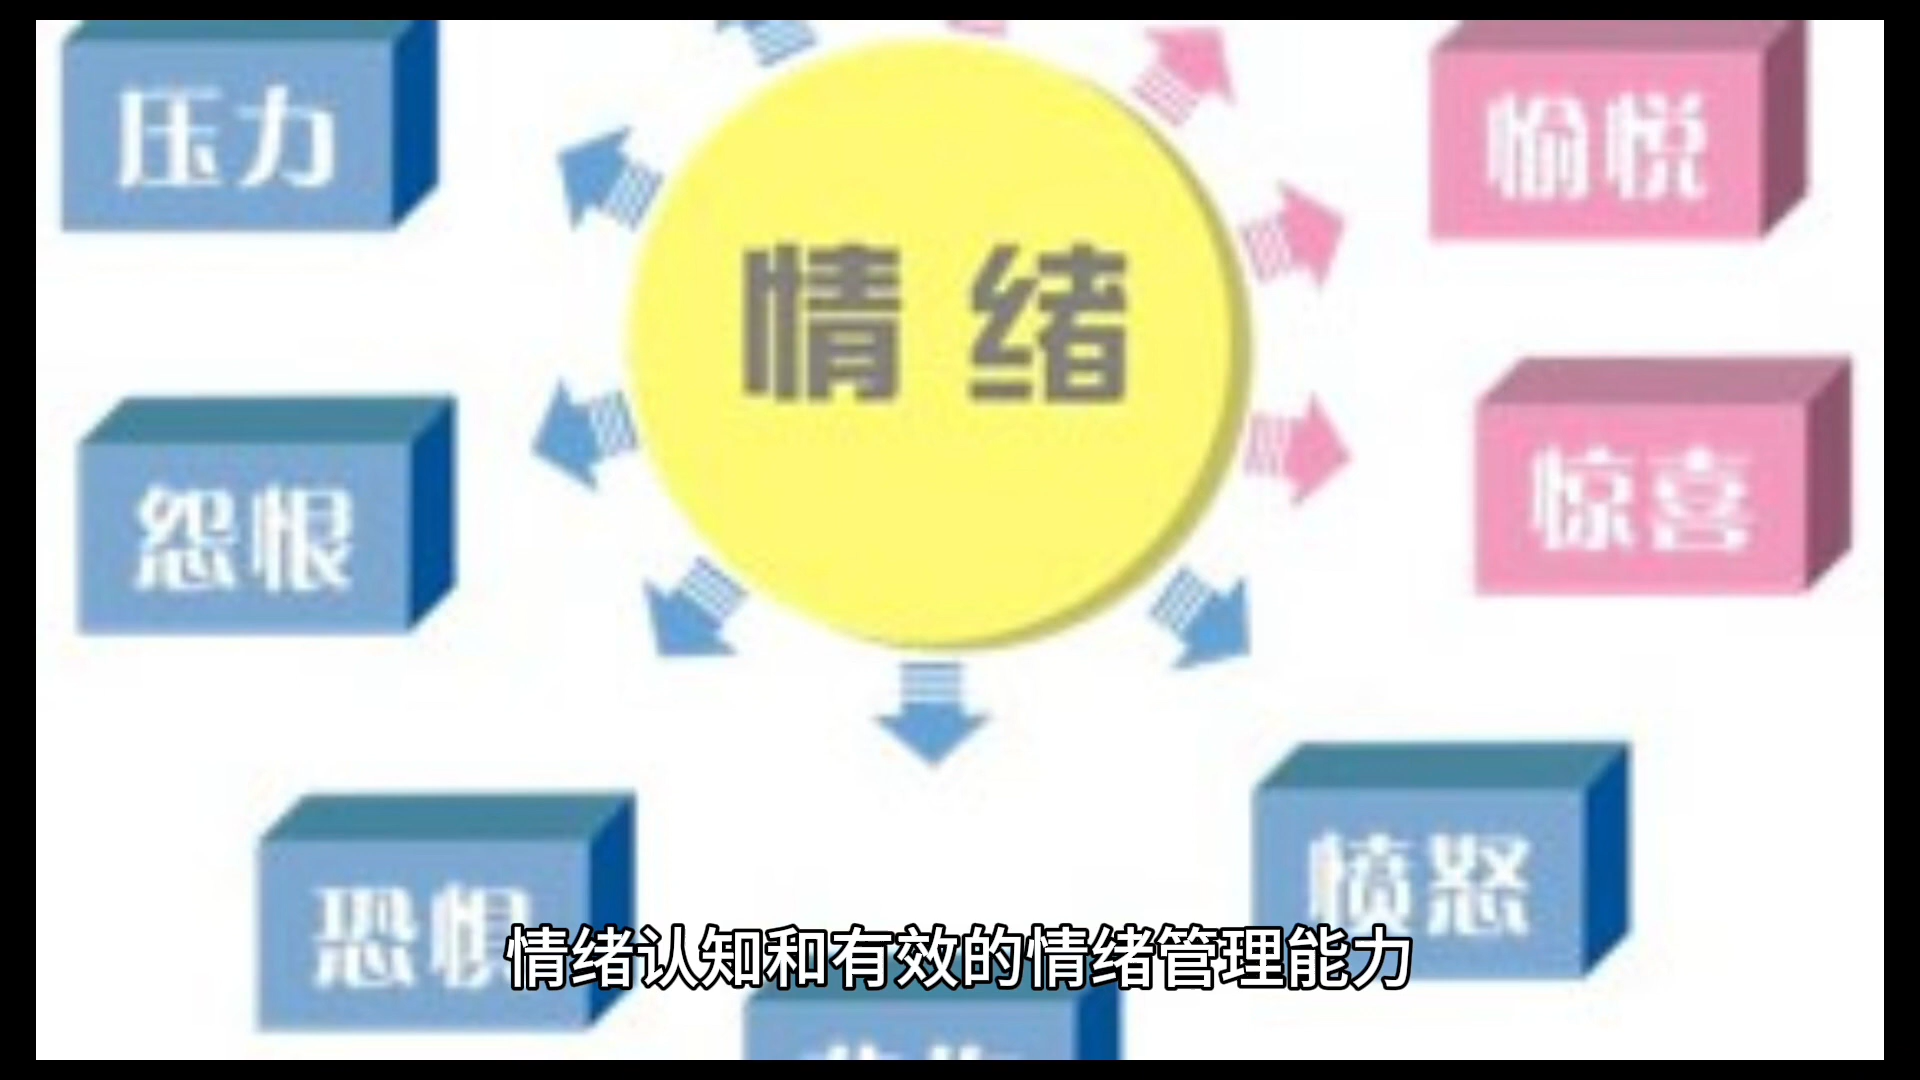 压力
愉悦
情绪
怨恨
惊喜
愤怒
恐惧
情绪认知和有效的情绪管理能力